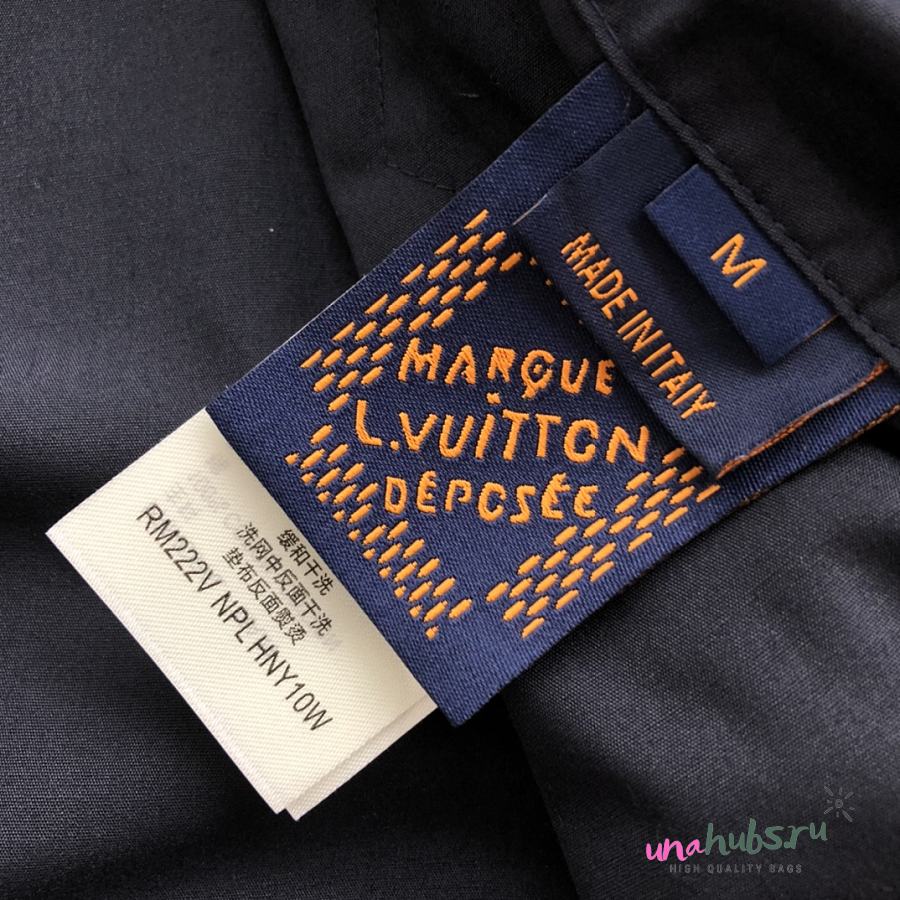 M
MADE IN ITALY
MARQUE
L.VUITTON
DÉPOSÉE
缓和干洗
洗网中反面干洗
垫布反面熨烫
RM222V NPL HNY10W
unahubs.ru
HIGH QUALITY BAGS